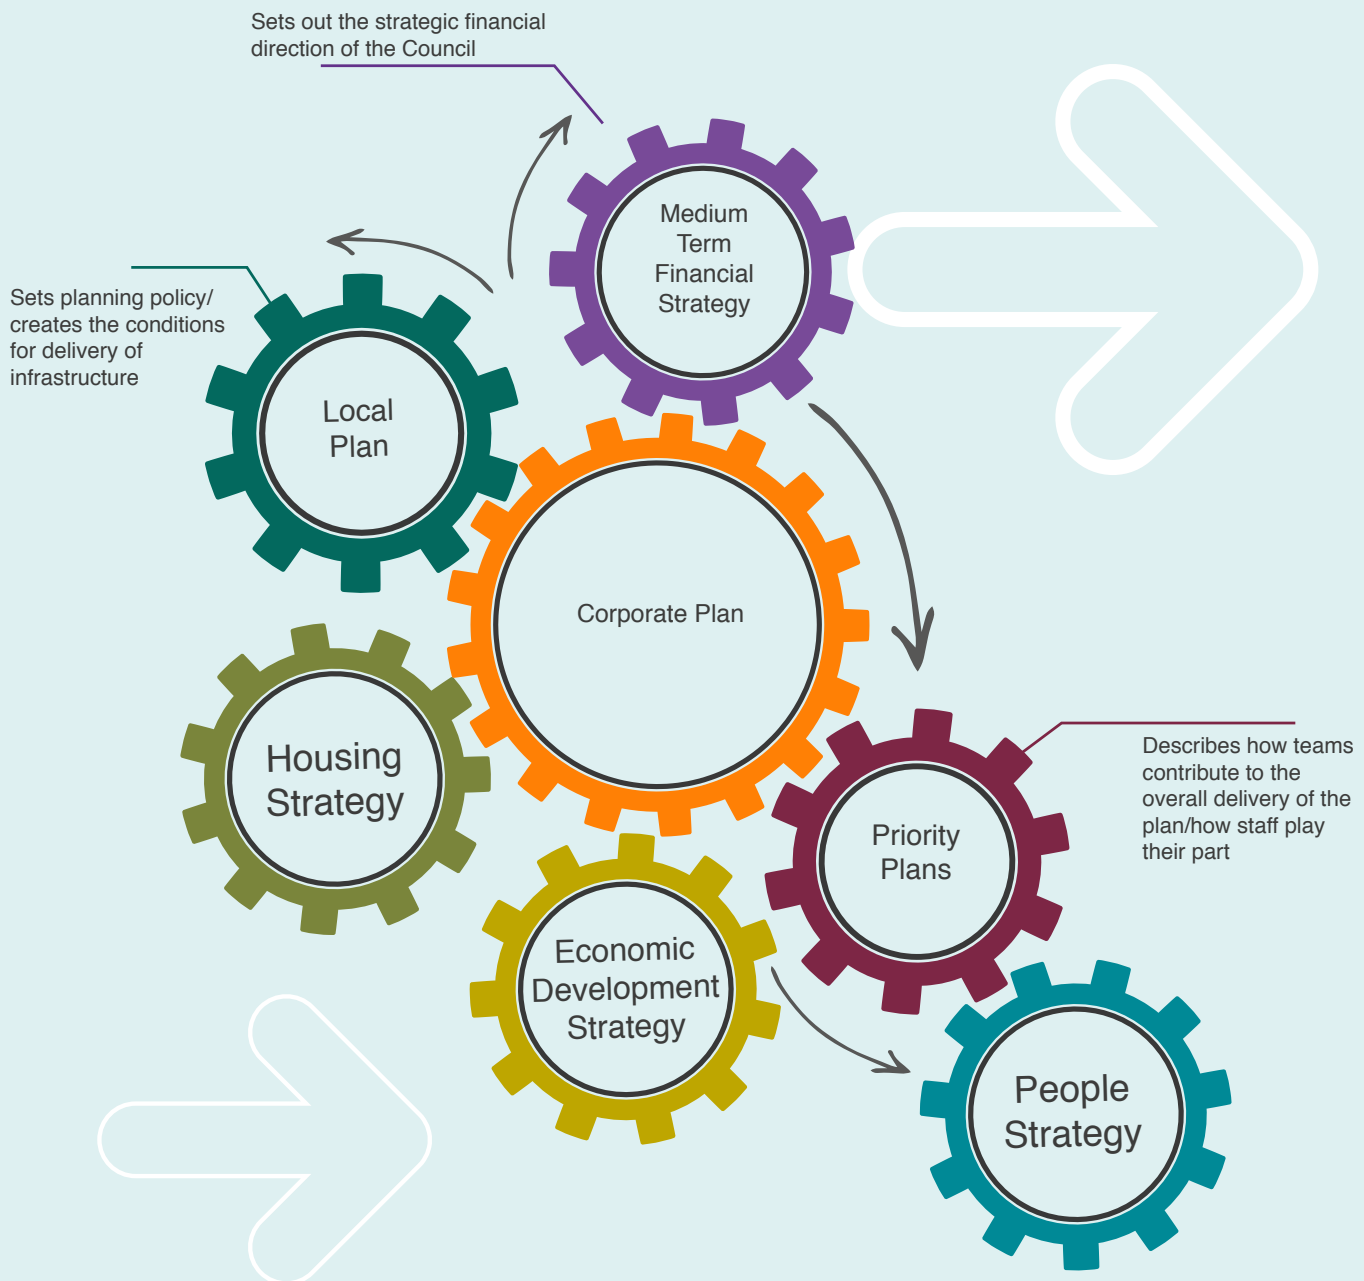 Sets out the strategic financial
direction of the Council
Medium
Term
Financial
Strategy
Sets planning policy/
creates the conditions
for delivery of
infrastructure
Local
Plan
Corporate Plan
Housing
Strategy
Describes how teams
contribute to the
overall delivery of the
plan/how staff play
their part
Priority
Plans
Economic
Development
Strategy
People
Strategy